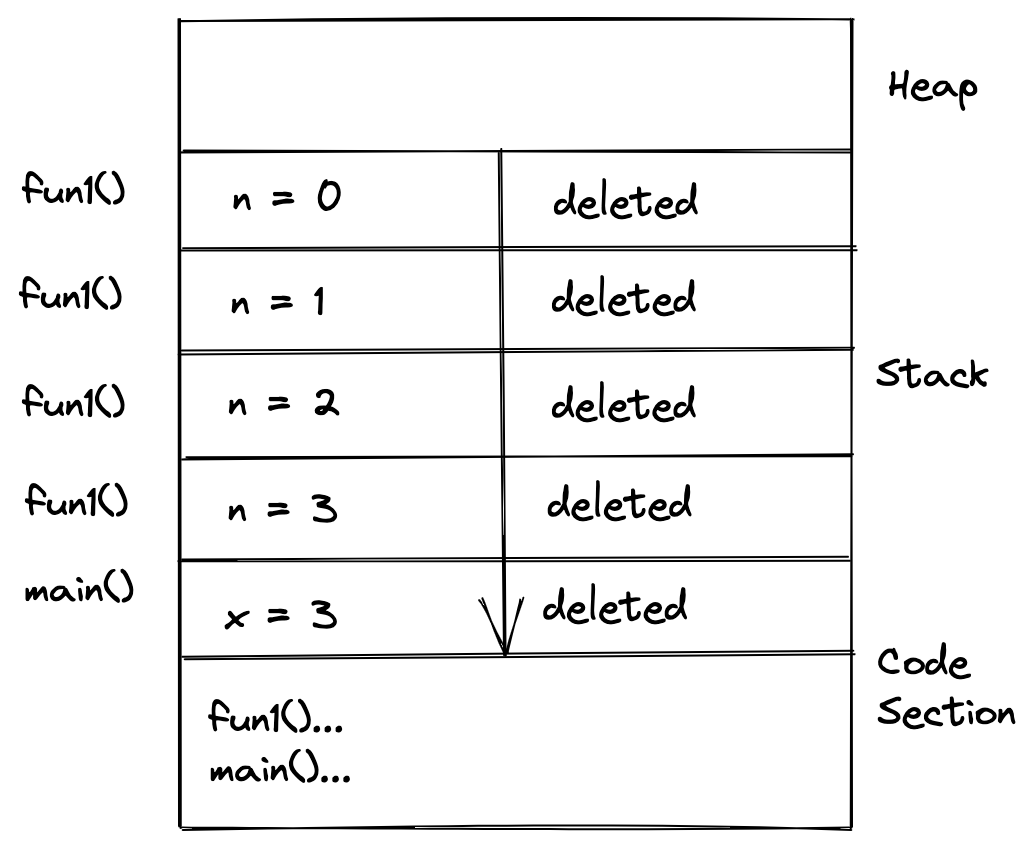 Heap
fun1() n = 0 deleted
fun1() n = 1 deleted
fun1() n = 2 deleted
Stack
fun1() n = 3 deleted
main() x = 3 deleted
Code
Section
fun1()...
main()...